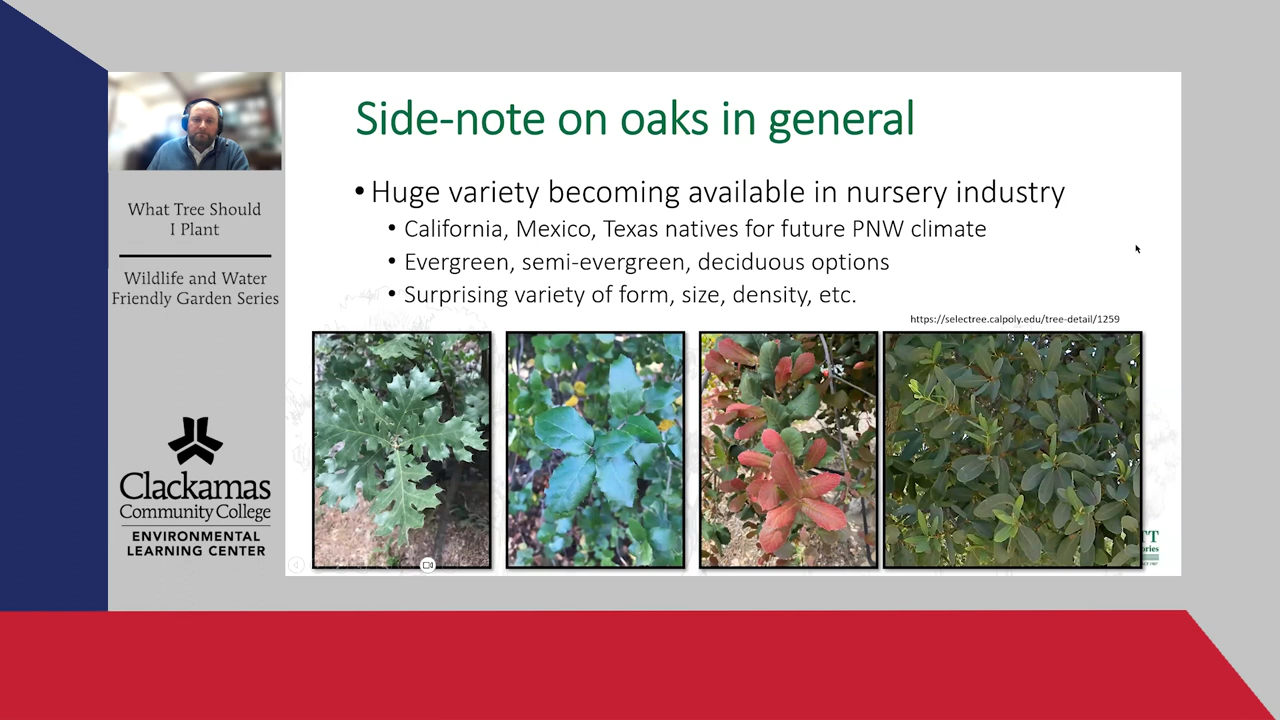 What Tree Should
I Plant
Wildlife and Water
Friendly Garden Series
Clackamas
Community College
ENVIRONMENTAL
LEARNING CENTER
Side-note on oaks in general
• Huge variety becoming available in nursery industry
• California, Mexico, Texas natives for future PNW climate
• Evergreen, semi-evergreen, deciduous options
• Surprising variety of form, size, density, etc.
https://selectree.calpoly.edu/tree-detail/1259